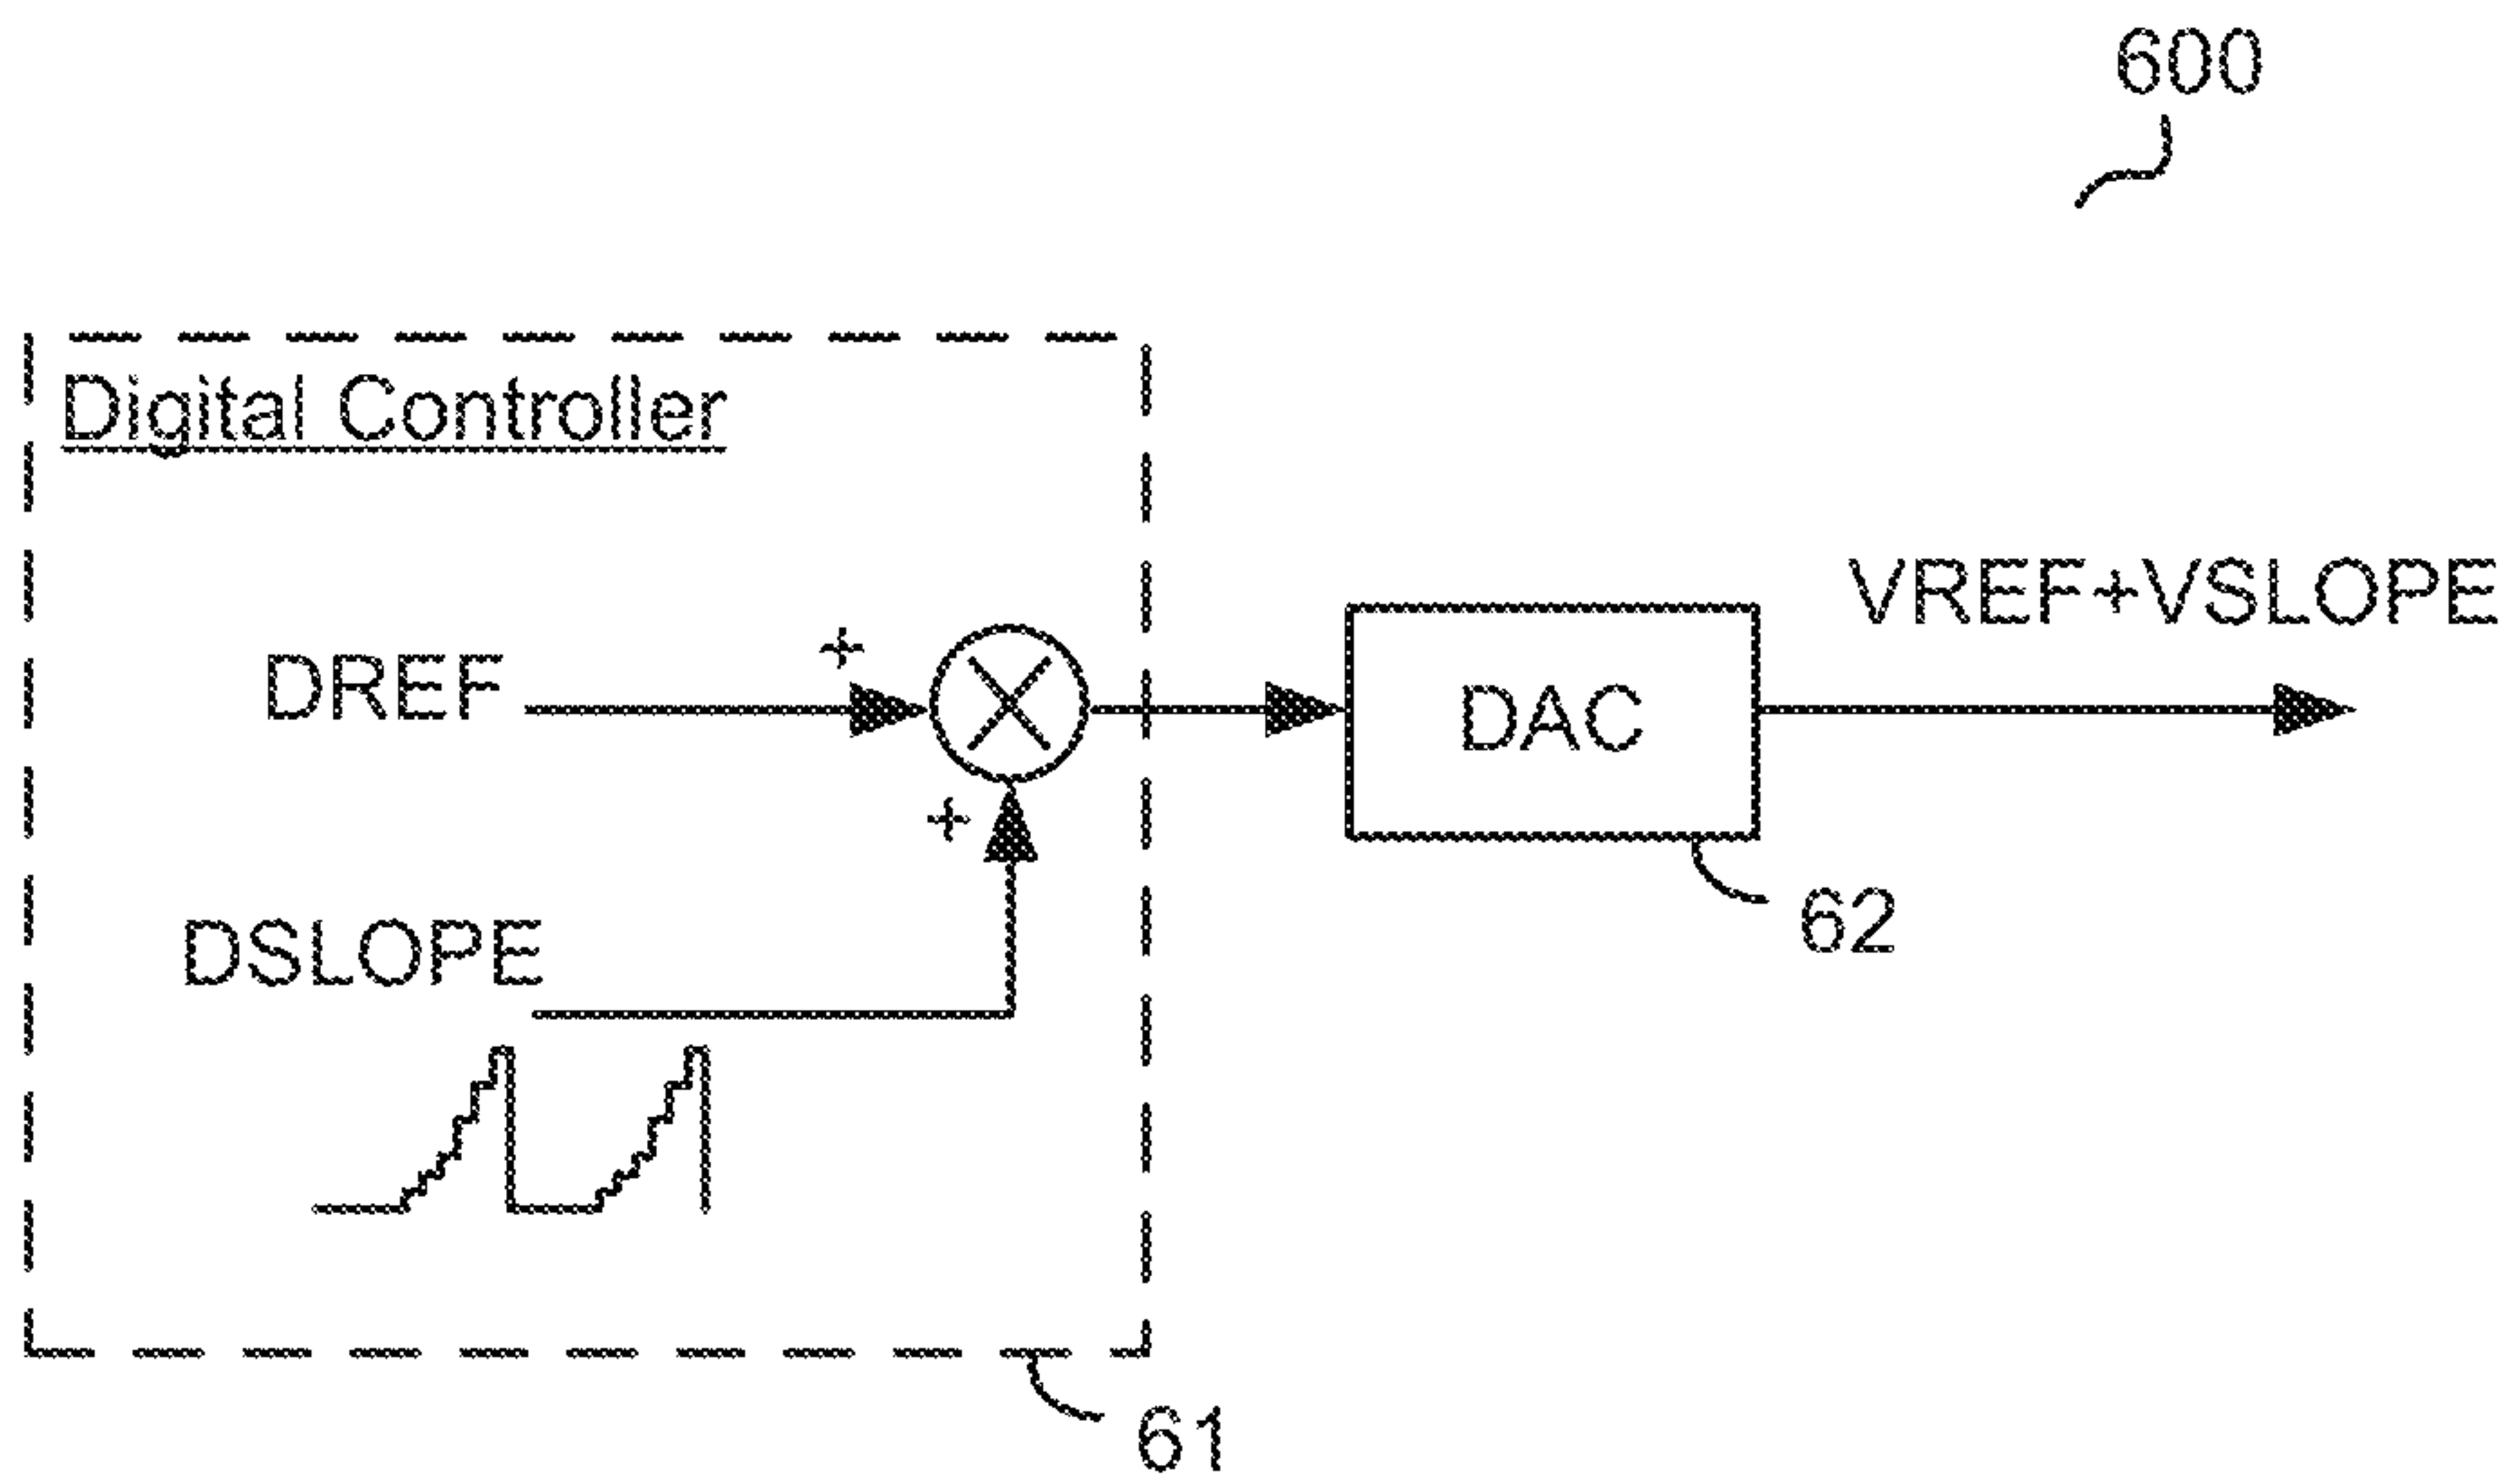 600
Digital Controller
VREF+VSLOPE
+
DREF
DAC
+
62
DSLOPE
61